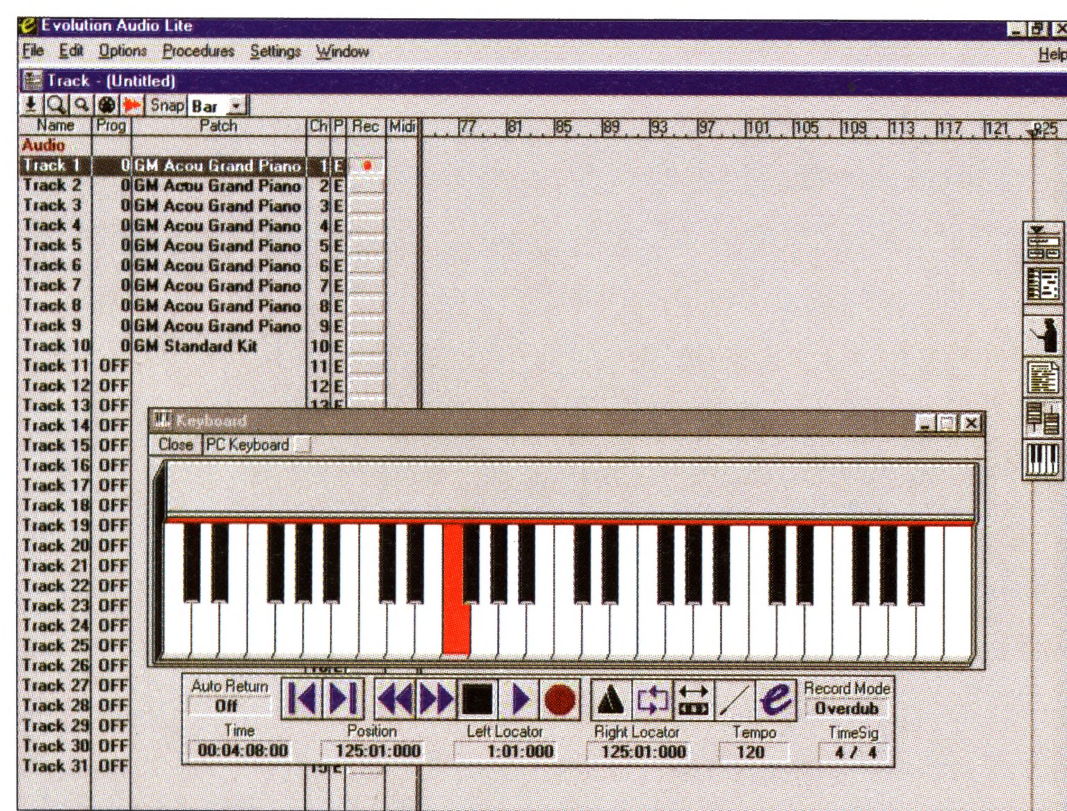 Evolution Audio Lite
File Edit Options Procedures Settings Window Help
Track - (Untitled)
Snap Bar
Name Prog Patch Ch P Rec Midi 77 81 85 89 93 97 101 105 109 113 117 121
Audio
Track 1 0 GM Acou Grand Piano 1 E
Track 2 0 GM Acou Grand Piano 2 E
Track 3 0 GM Acou Grand Piano 3 E
Track 4 0 GM Acou Grand Piano 4 E
Track 5 0 GM Acou Grand Piano 5 E
Track 6 0 GM Acou Grand Piano 6 E
Track 7 0 GM Acou Grand Piano 7 E
Track 8 0 GM Acou Grand Piano 8 E
Track 9 0 GM Acou Grand Piano 9 E
Track 10 0 GM Standard Kit 10 E
Track 11 OFF 11 E
Track 12 OFF 12 E
Track 13 OFF 13 E
Track 14 OFF
Track 15 OFF
Track 16 OFF
Track 17 OFF
Track 18 OFF
Track 19 OFF
Track 20 OFF
Track 21 OFF
Track 22 OFF
Track 23 OFF
Track 24 OFF
Track 25 OFF
Track 26 OFF
Track 27 OFF
Track 28 OFF
Track 29 OFF
Track 30 OFF
Track 31 OFF
Keyboard
Close PC Keyboard
Auto Return
Off
Record Mode
Overdub
Time Position Left Locator Right Locator Tempo TimeSig
00:04:08:00 125:01:000 1:01:000 125:01:000 120 4 / 4